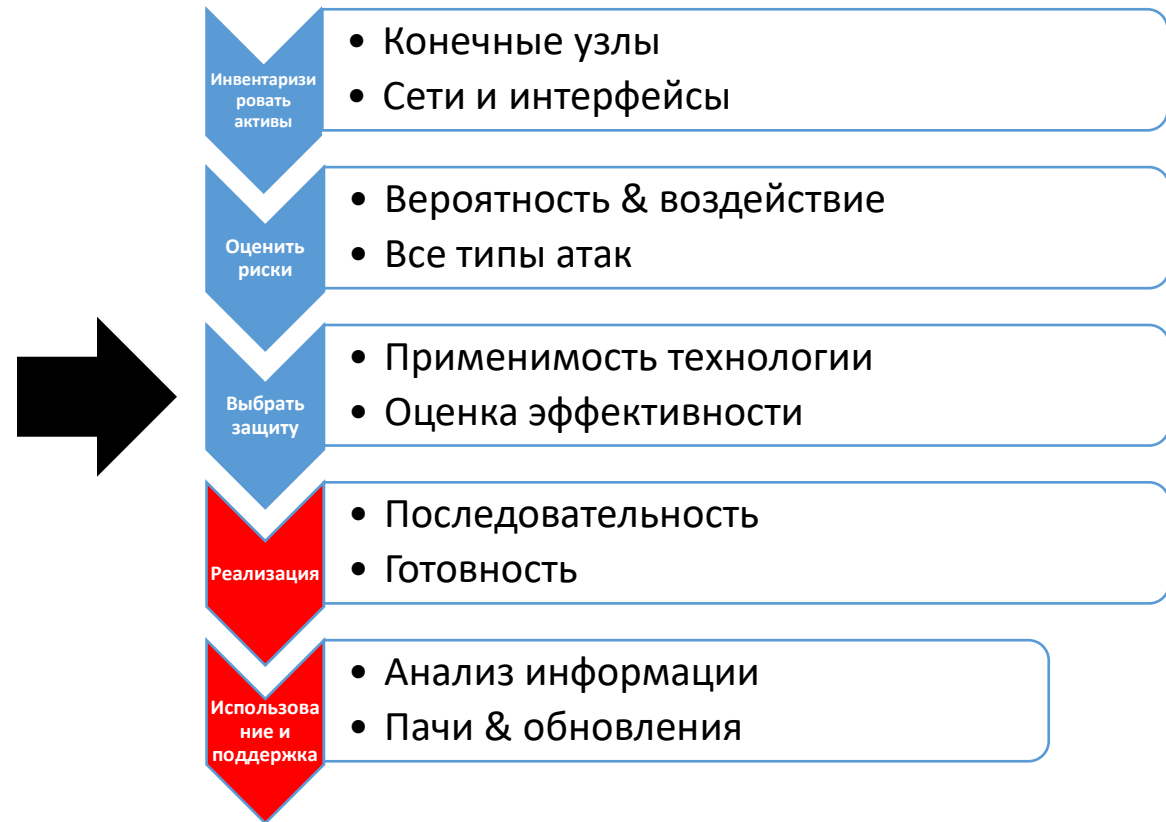 Инвентаризи
ровать
активы
• Конечные узлы
• Сети и интерфейсы
Оценить
риски
• Вероятность & воздействие
• Все типы атак
Выбрать
защиту
• Применимость технологии
• Оценка эффективности
Реализация
• Последовательность
• Готовность
Использова
ние и
поддержка
• Анализ информации
• Пачи & обновления